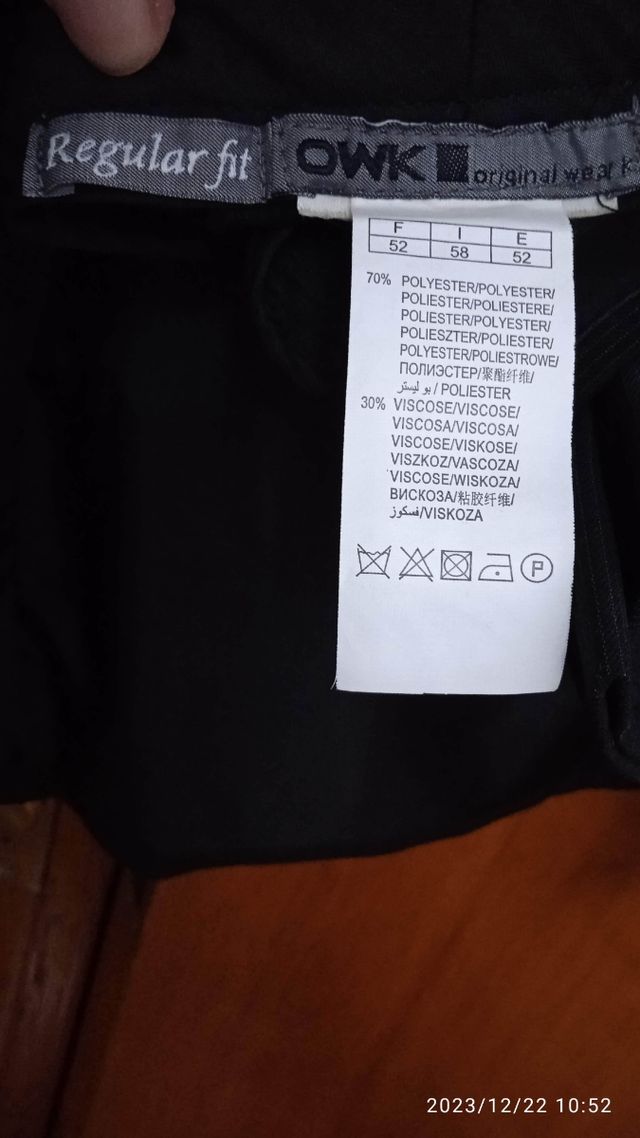 Regular fit
OWK original wear
F I E
52 58 52
70% POLYESTER/POLYESTER/
POLIESTER/POLIESTERE/
POLIESTER/POLYESTER/
POLIESZTER/POLIESTER/
POLYESTER/POLIESTROWE/
ПОЛИЭСТЕР/聚酯纤维/
بو ليستر / POLIESTER
30% VISCOSE/VISCOSE/
VISCOSA/VISCOSA/
VISCOSE/VISKOSE/
VISZKOZ/VASCOZA/
VISCOSE/WISKOZA/
ВИСКОЗА/粘胶纤维/
فسكوز/VISKOZA
P
2023/12/22 10:52